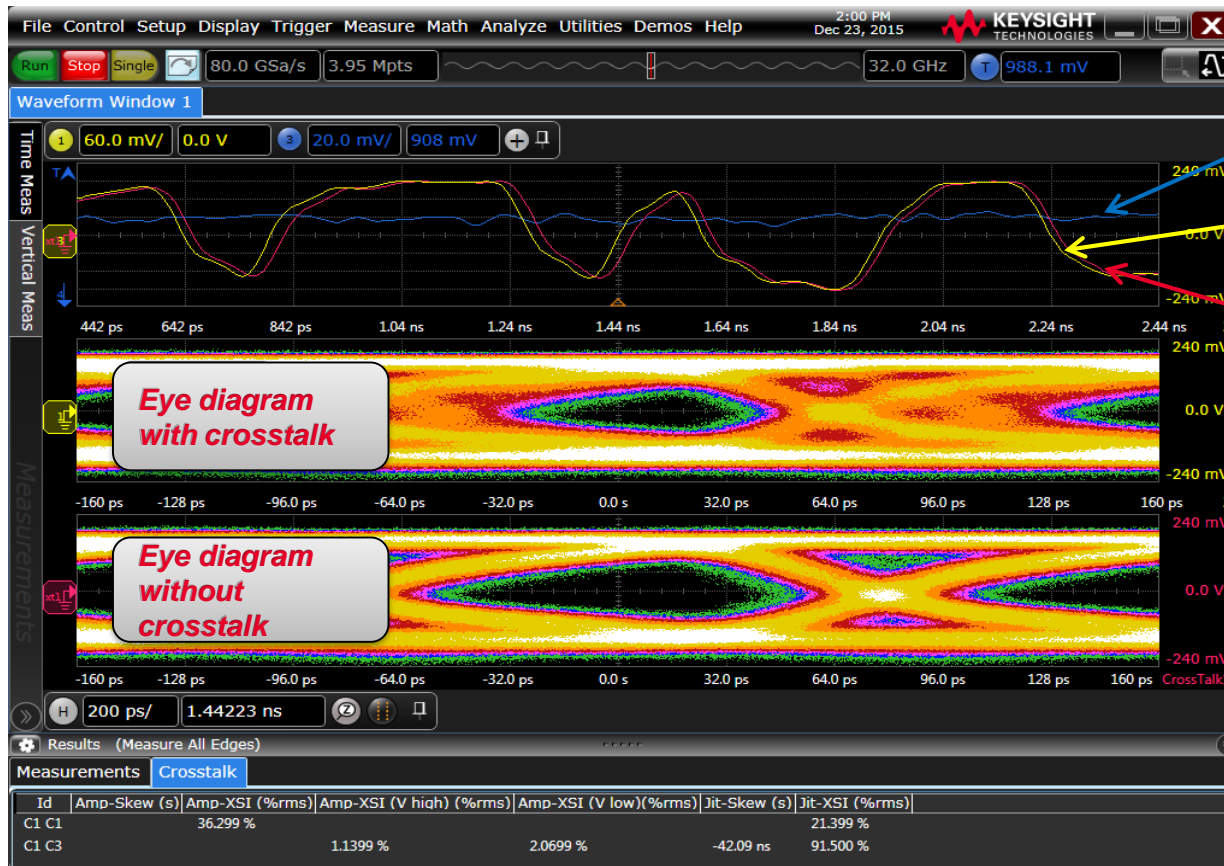 File Control Setup Display Trigger Measure Math Analyze Utilities Demos Help
2:00 PM
Dec 23, 2015
KEYSIGHT
TECHNOLOGIES
Run Stop Single 80.0 GSa/s 3.95 Mpts 32.0 GHz T 988.1 mV
Waveform Window 1
Time Meas
Vertical Meas
Measurements
1 60.0 mV/ 0.0 V 3 20.0 mV/ 908 mV +
T
240 mV
3
0.0 V
-240 mV
442 ps 642 ps 842 ps 1.04 ns 1.24 ns 1.44 ns 1.64 ns 1.84 ns 2.04 ns 2.24 ns 2.44 ns
240 mV
Eye diagram
with crosstalk
1
0.0 V
-240 mV
-160 ps -128 ps -96.0 ps -64.0 ps -32.0 ps 0.0 s 32.0 ps 64.0 ps 96.0 ps 128 ps 160 ps
240 mV
Eye diagram
without
crosstalk
xt1
0.0 V
-240 mV
-160 ps -128 ps -96.0 ps -64.0 ps -32.0 ps 0.0 s 32.0 ps 64.0 ps 96.0 ps 128 ps 160 ps CrossTalk
H 200 ps/ 1.44223 ns
Results (Measure All Edges)
Measurements Crosstalk
Id Amp-Skew (s) Amp-XSI (%rms) Amp-XSI (V high) (%rms) Amp-XSI (V low)(%rms) Jit-Skew (s) Jit-XSI (%rms)
C1 C1 36.299 % 21.399 %
C1 C3 1.1399 % 2.0699 % -42.09 ns 91.500 %